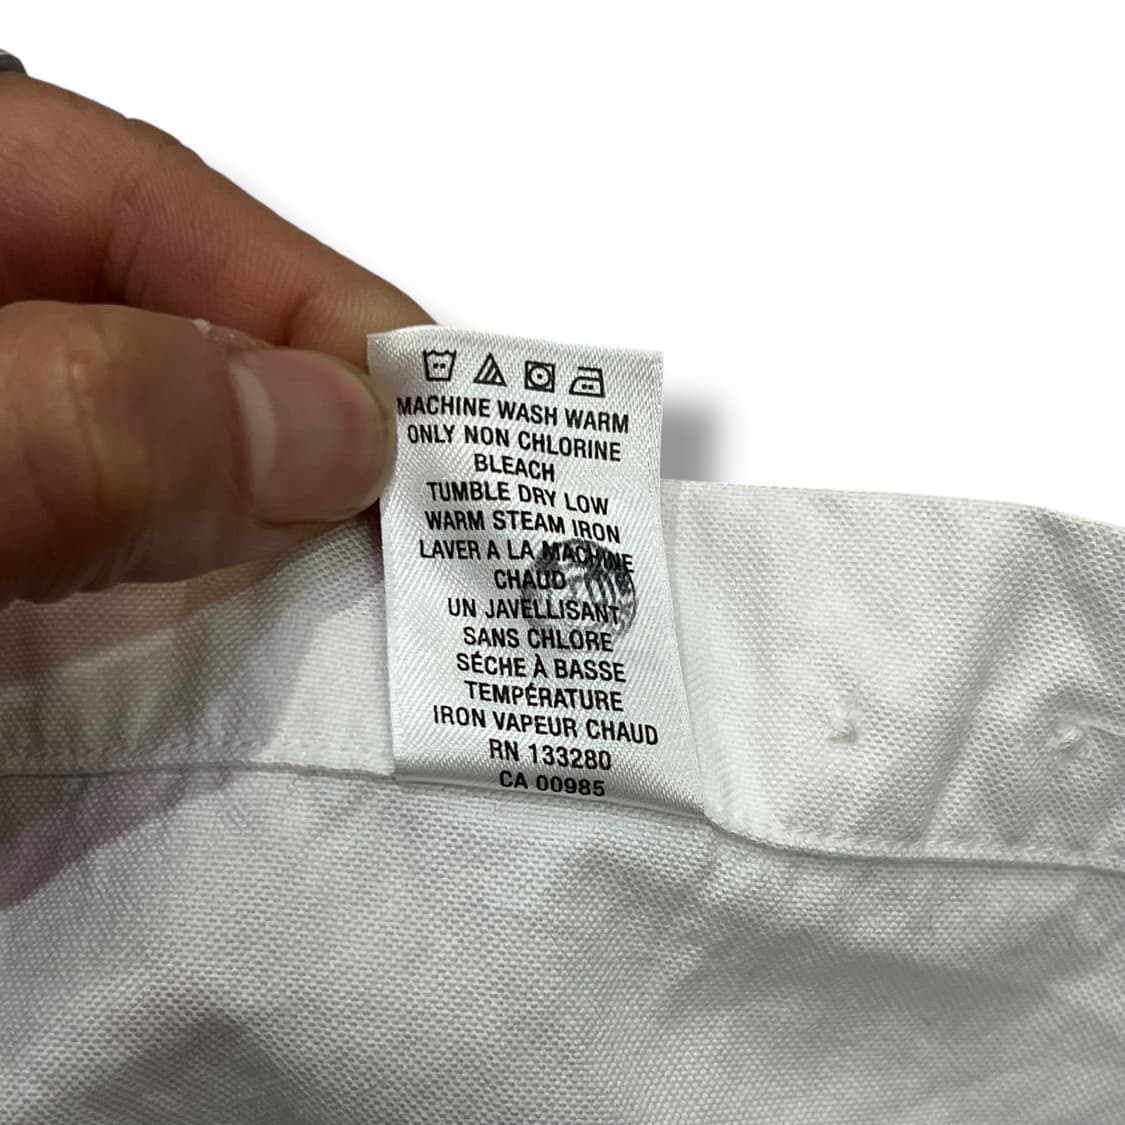 MACHINE WASH WARM
ONLY NON CHLORINE
BLEACH
TUMBLE DRY LOW
WARM STEAM IRON
LAVER A LA MACHINE
CHAUD
UN JAVELLISANT
SANS CHLORE
SÉCHE À BASSE
TEMPÉRATURE
IRON VAPEUR CHAUD
RN 133280
CA 00985